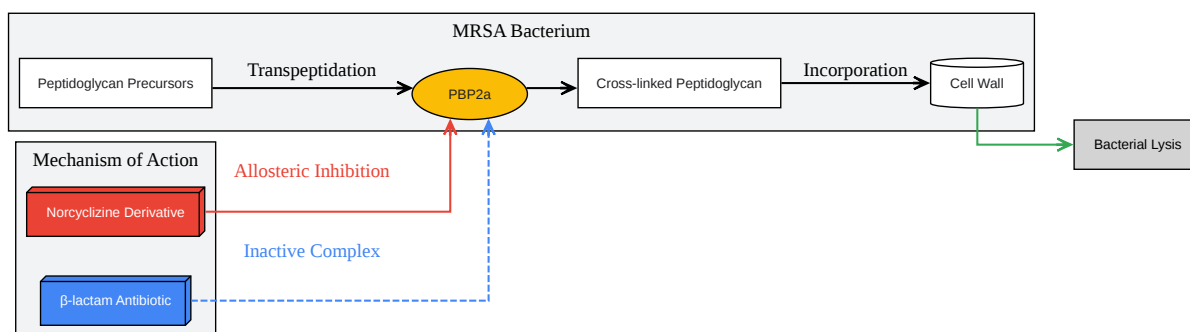 MRSA Bacterium
Peptidoglycan Precursors
Transpeptidation
PBP2a
Cross-linked Peptidoglycan
Incorporation
Cell Wall
Bacterial Lysis
Mechanism of Action
Norcyclizine Derivative
Allosteric Inhibition
β-lactam Antibiotic
Inactive Complex